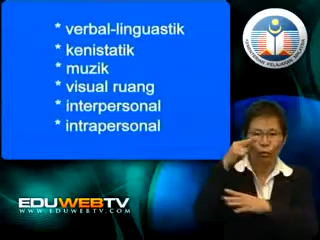 * verbal-linguastik
* kenistatik
* muzik
* visual ruang
* interpersonal
* intrapersonal
EDUWEBTV
WWW.EDUWEBTV.COM